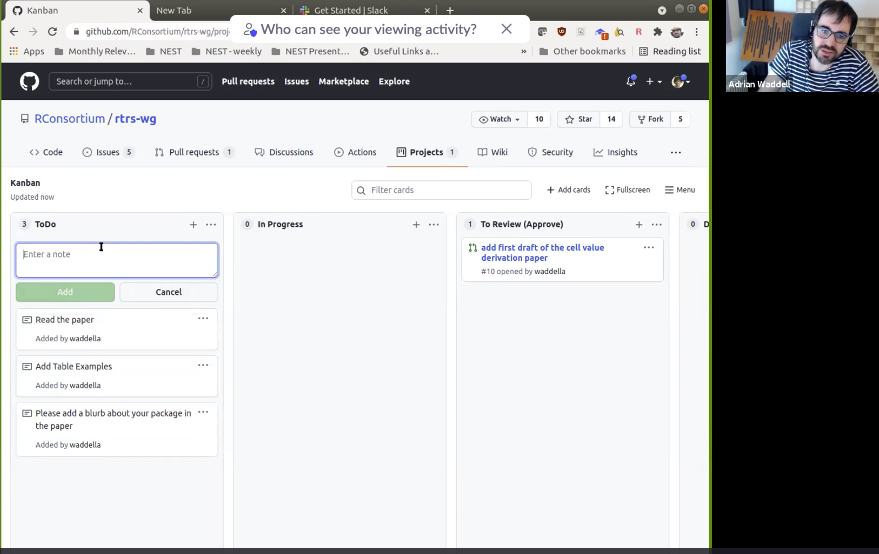 Kanban
New Tab
Get Started | Slack
Who can see your viewing activity?
github.com/RConsortium/rtrs-wg/proj
Apps
Monthly Relev...
NEST
NEST - weekly
NEST Present...
Useful Links a...
»
Other bookmarks
Reading list
Search or jump to...
/
Pull requests
Issues
Marketplace
Explore
RConsortium / rtrs-wg
Watch
10
Star
14
Fork
5
Code
Issues 5
Pull requests 1
Discussions
Actions
Projects 1
Wiki
Security
Insights
Kanban
Updated now
Filter cards
Add cards
Fullscreen
Menu
3 ToDo
Enter a note
Add
Cancel
Read the paper
Added by waddella
Add Table Examples
Added by waddella
Please add a blurb about your package in
the paper
Added by waddella
0 In Progress
1 To Review (Approve)
add first draft of the cell value
derivation paper
#10 opened by waddella
0 D
Adrian Waddell